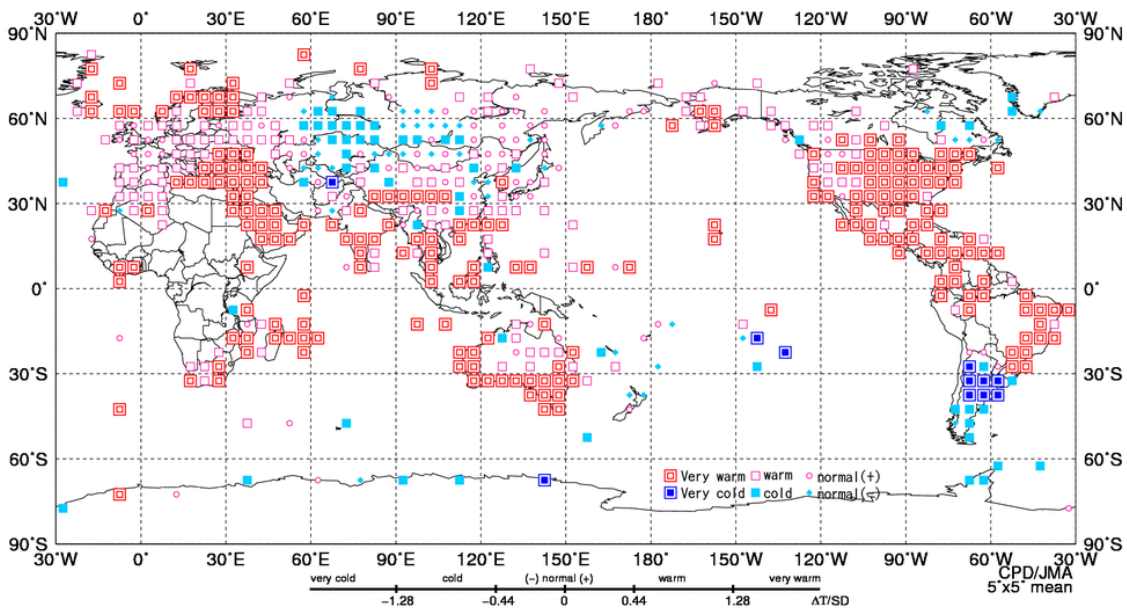 30°W 0° 30°E 60°E 90°E 120°E 150°E 180° 150°W 120°W 90°W 60°W 30°W
90°N 90°N
60°N 60°N
30°N 30°N
0° 0°
30°S 30°S
60°S 60°S
Very warm warm normal(+)
Very cold cold normal(-)
90°S 90°S
30°W 0° 30°E 60°E 90°E 120°E 150°E 180° 150°W 120°W 90°W 60°W 30°W
CPD/JMA
5°x5° mean
very cold cold (-) normal (+) warm very warm
-1.28 -0.44 0 0.44 1.28 ΔT/SD